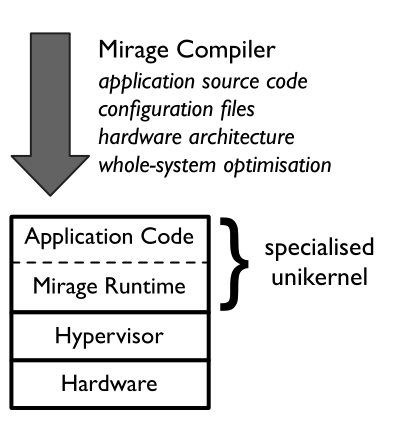 Mirage Compiler
application source code
configuration files
hardware architecture
whole-system optimisation
Application Code
Mirage Runtime
specialised
unikernel
Hypervisor
Hardware